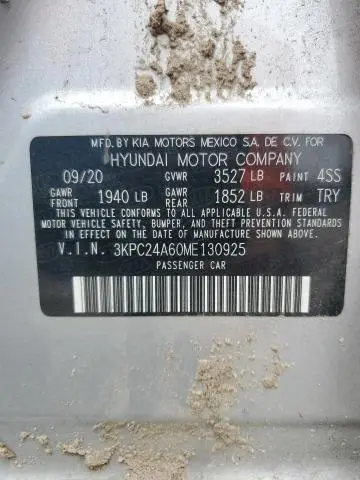 MFD.BY KIA MOTORS MEXICO S.A. DE C.V. FOR
HYUNDAI MOTOR COMPANY
09/20 GVWR 3527 LB PAINT 4SS
GAWR FRONT 1940 LB GAWR REAR 1852 LB TRIM TRY
THIS VEHICLE CONFORMS TO ALL APPLICABLE U.S.A. FEDERAL
MOTOR VEHICLE SAFETY, BUMPER, AND THEFT PREVENTION
STANDARDS IN EFFECT ON THE DATE OF MANUFACTURE SHOWN ABOVE.
V.I.N. 3KPC24A60ME130925
PASSENGER CAR